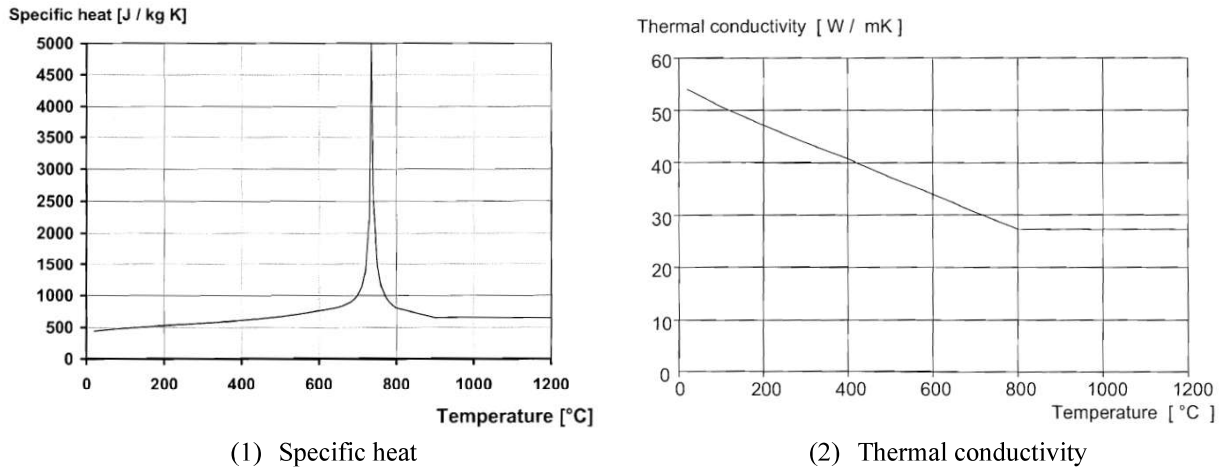 Specific heat [J / kg K]
5000
4500
4000
3500
3000
2500
2000
1500
1000
500
0
0 200 400 600 800 1000 1200
Temperature [°C]
(1) Specific heat
Thermal conductivity [ W / mK ]
60
50
40
30
20
10
0
0 200 400 600 800 1000 1200
Temperature [ °C ]
(2) Thermal conductivity